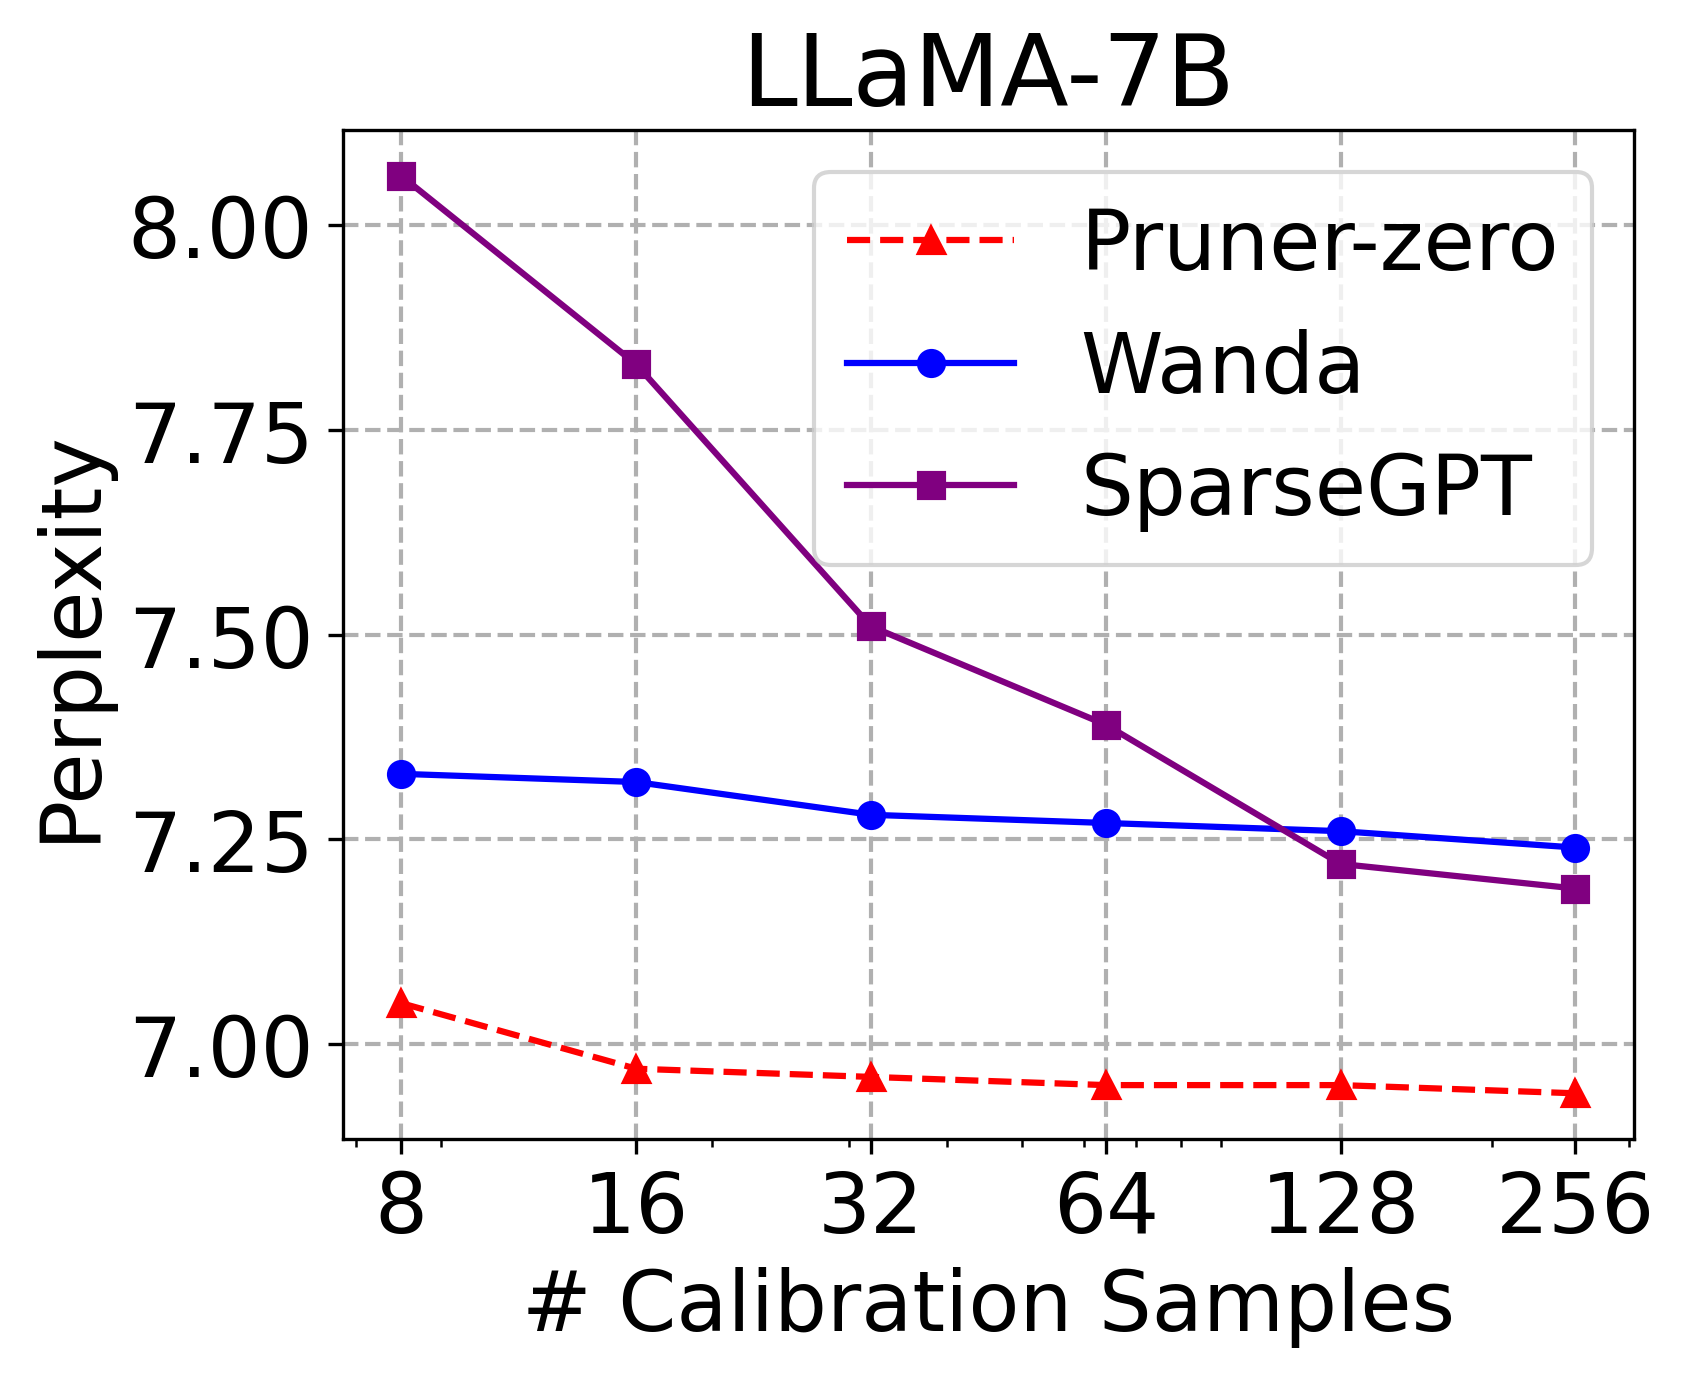 LLaMA-7B
Pruner-zero
Wanda
SparseGPT
Perplexity
8.00
7.75
7.50
7.25
7.00
8 16 32 64 128 256
# Calibration Samples